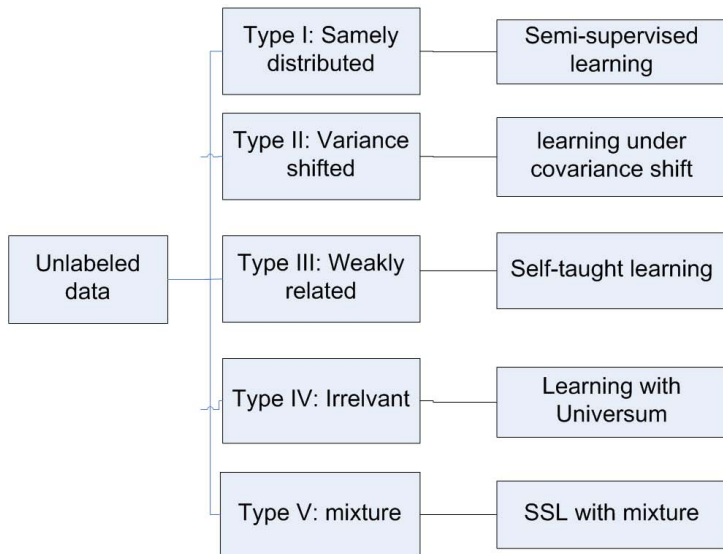 Type I: Samely
distributed
Semi-supervised
learning
Type II: Variance
shifted
learning under
covariance shift
Unlabeled
data
Type III: Weakly
related
Self-taught learning
Type IV: Irrelvant
Learning with
Universum
Type V: mixture
SSL with mixture